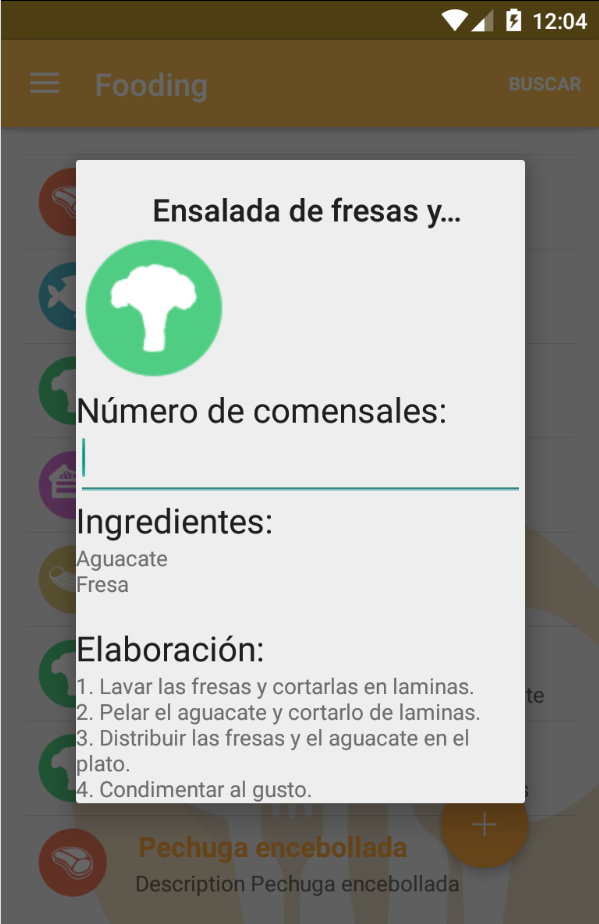 12:04
Fooding
BUSCAR
Ensalada de fresas y...
Número de comensales:
Ingredientes:
Aguacate
Fresa
Elaboración:
1. Lavar las fresas y cortarlas en laminas.
2. Pelar el aguacate y cortarlo de laminas.
3. Distribuir las fresas y el aguacate en el
plato.
4. Condimentar al gusto.
te
s
Pechuga encebollada
Description Pechuga encebollada